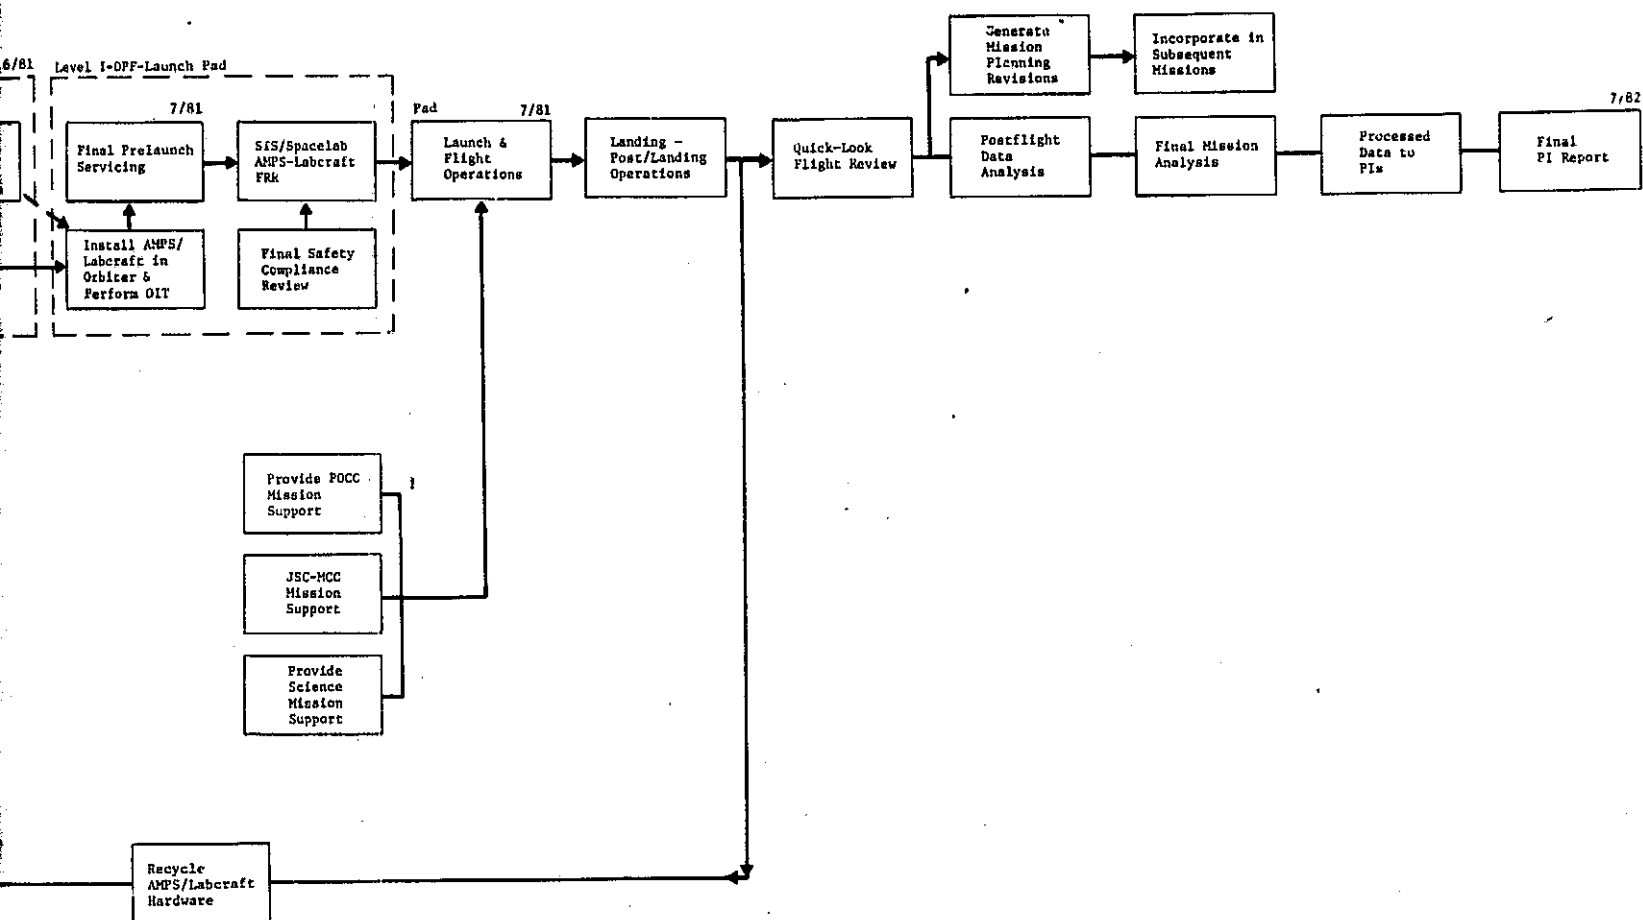 6/81
Level I-OPF-Launch Pad
7/81
Final Prelaunch
Servicing
STS/Spacelab
AMPS-Labcraft
FRR
Install AMPS/
Labcraft in
Orbiter &
Perform OIT
Final Safety
Compliance
Review
Pad
7/81
Launch &
Flight
Operations
Landing -
Post/Landing
Operations
Quick-Look
Flight Review
Generate
Mission
Planning
Revisions
Incorporate in
Subsequent
Missions
Postflight
Data
Analysis
Final Mission
Analysis
Processed
Data to
PIs
7/82
Final
PI Report
Provide POCC
Mission
Support
JSC-MCC
Mission
Support
Provide
Science
Mission
Support
Recycle
AMPS/Labcraft
Hardware